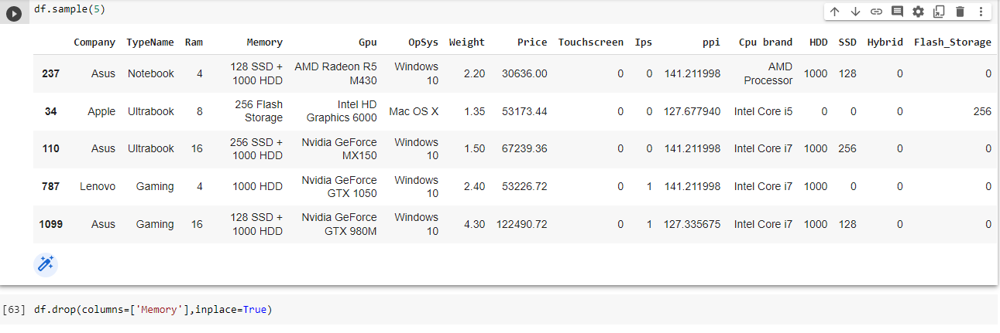 df.sample(5)
Company TypeName Ram Memory Gpu OpSys Weight Price Touchscreen Ips ppi Cpu brand HDD SSD Hybrid Flash_Storage
237 Asus Notebook 4 128 SSD + 1000 HDD AMD Radeon R5 M430 Windows 10 2.20 30636.00 0 0 141.211998 AMD Processor 1000 128 0 0
34 Apple Ultrabook 8 256 Flash Storage Intel HD Graphics 6000 Mac OS X 1.35 53173.44 0 0 127.677940 Intel Core i5 0 0 0 256
110 Asus Ultrabook 16 256 SSD + 1000 HDD Nvidia GeForce MX150 Windows 10 1.50 67239.36 0 0 141.211998 Intel Core i7 1000 256 0 0
787 Lenovo Gaming 4 1000 HDD Nvidia GeForce GTX 1050 Windows 10 2.40 53226.72 0 1 141.211998 Intel Core i7 1000 0 0 0
1099 Asus Gaming 16 128 SSD + 1000 HDD Nvidia GeForce GTX 980M Windows 10 4.30 122490.72 0 1 127.335675 Intel Core i7 1000 128 0 0
[63] df.drop(columns=['Memory'],inplace=True)